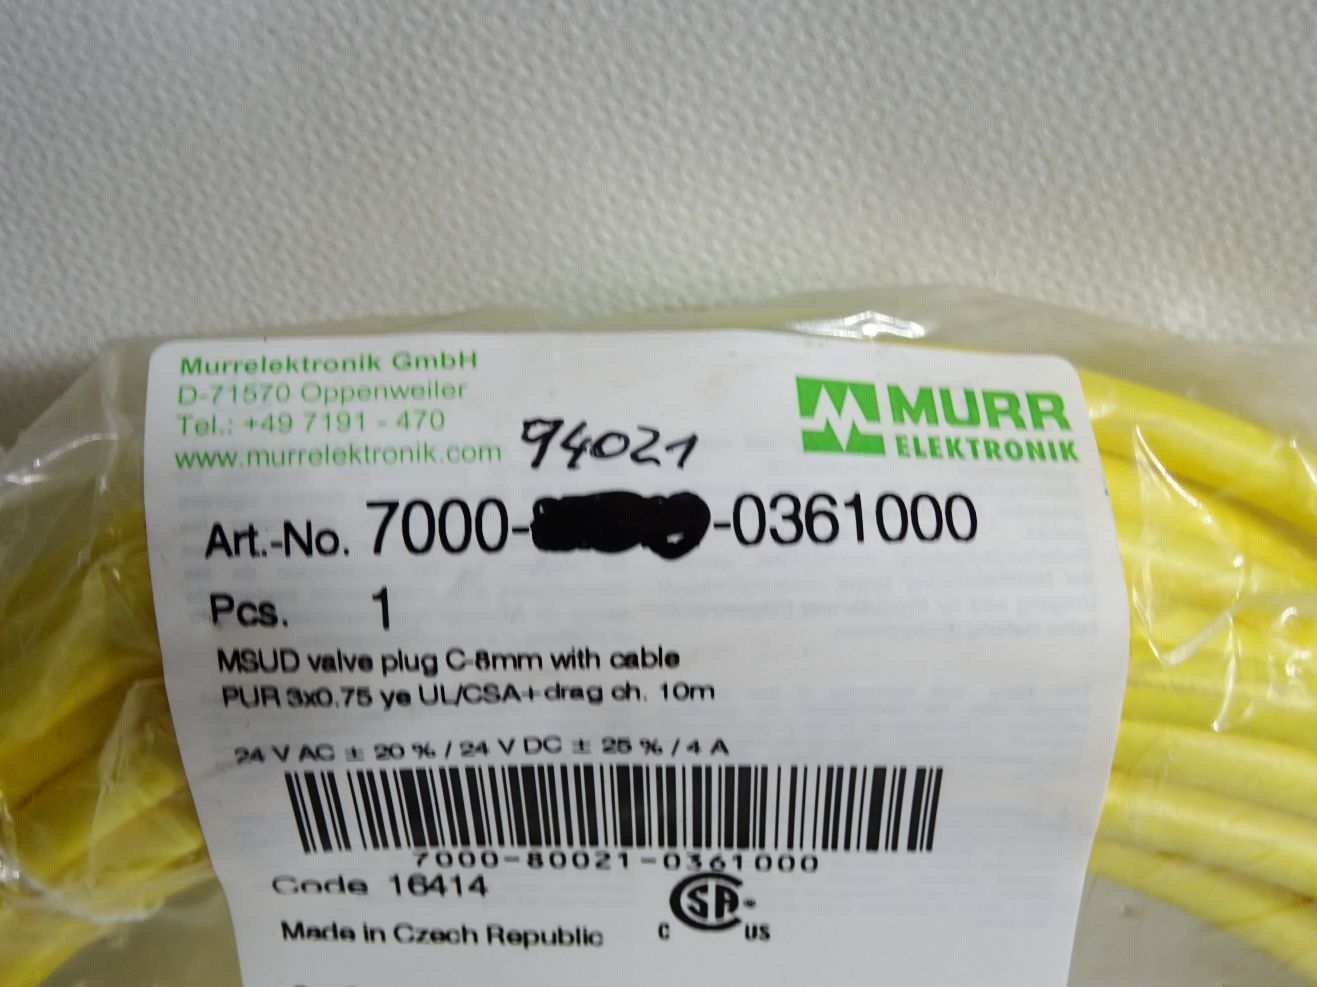 Murrelektronik GmbH
D-71570 Oppenweiler
Tel.: +49 7191 - 470
www.murrelektronik.com
94021
MURR
ELEKTRONIK
Art.-No. 7000- -0361000
Pcs. 1
MSUD valve plug C-8mm with cable
PUR 3x0.75 ye UL/CSA+drag ch. 10m
24 V AC ± 20 % / 24 V DC ± 25 % / 4 A
7000-80021-0361000
Code 16414
Made in Czech Republic
C SA US